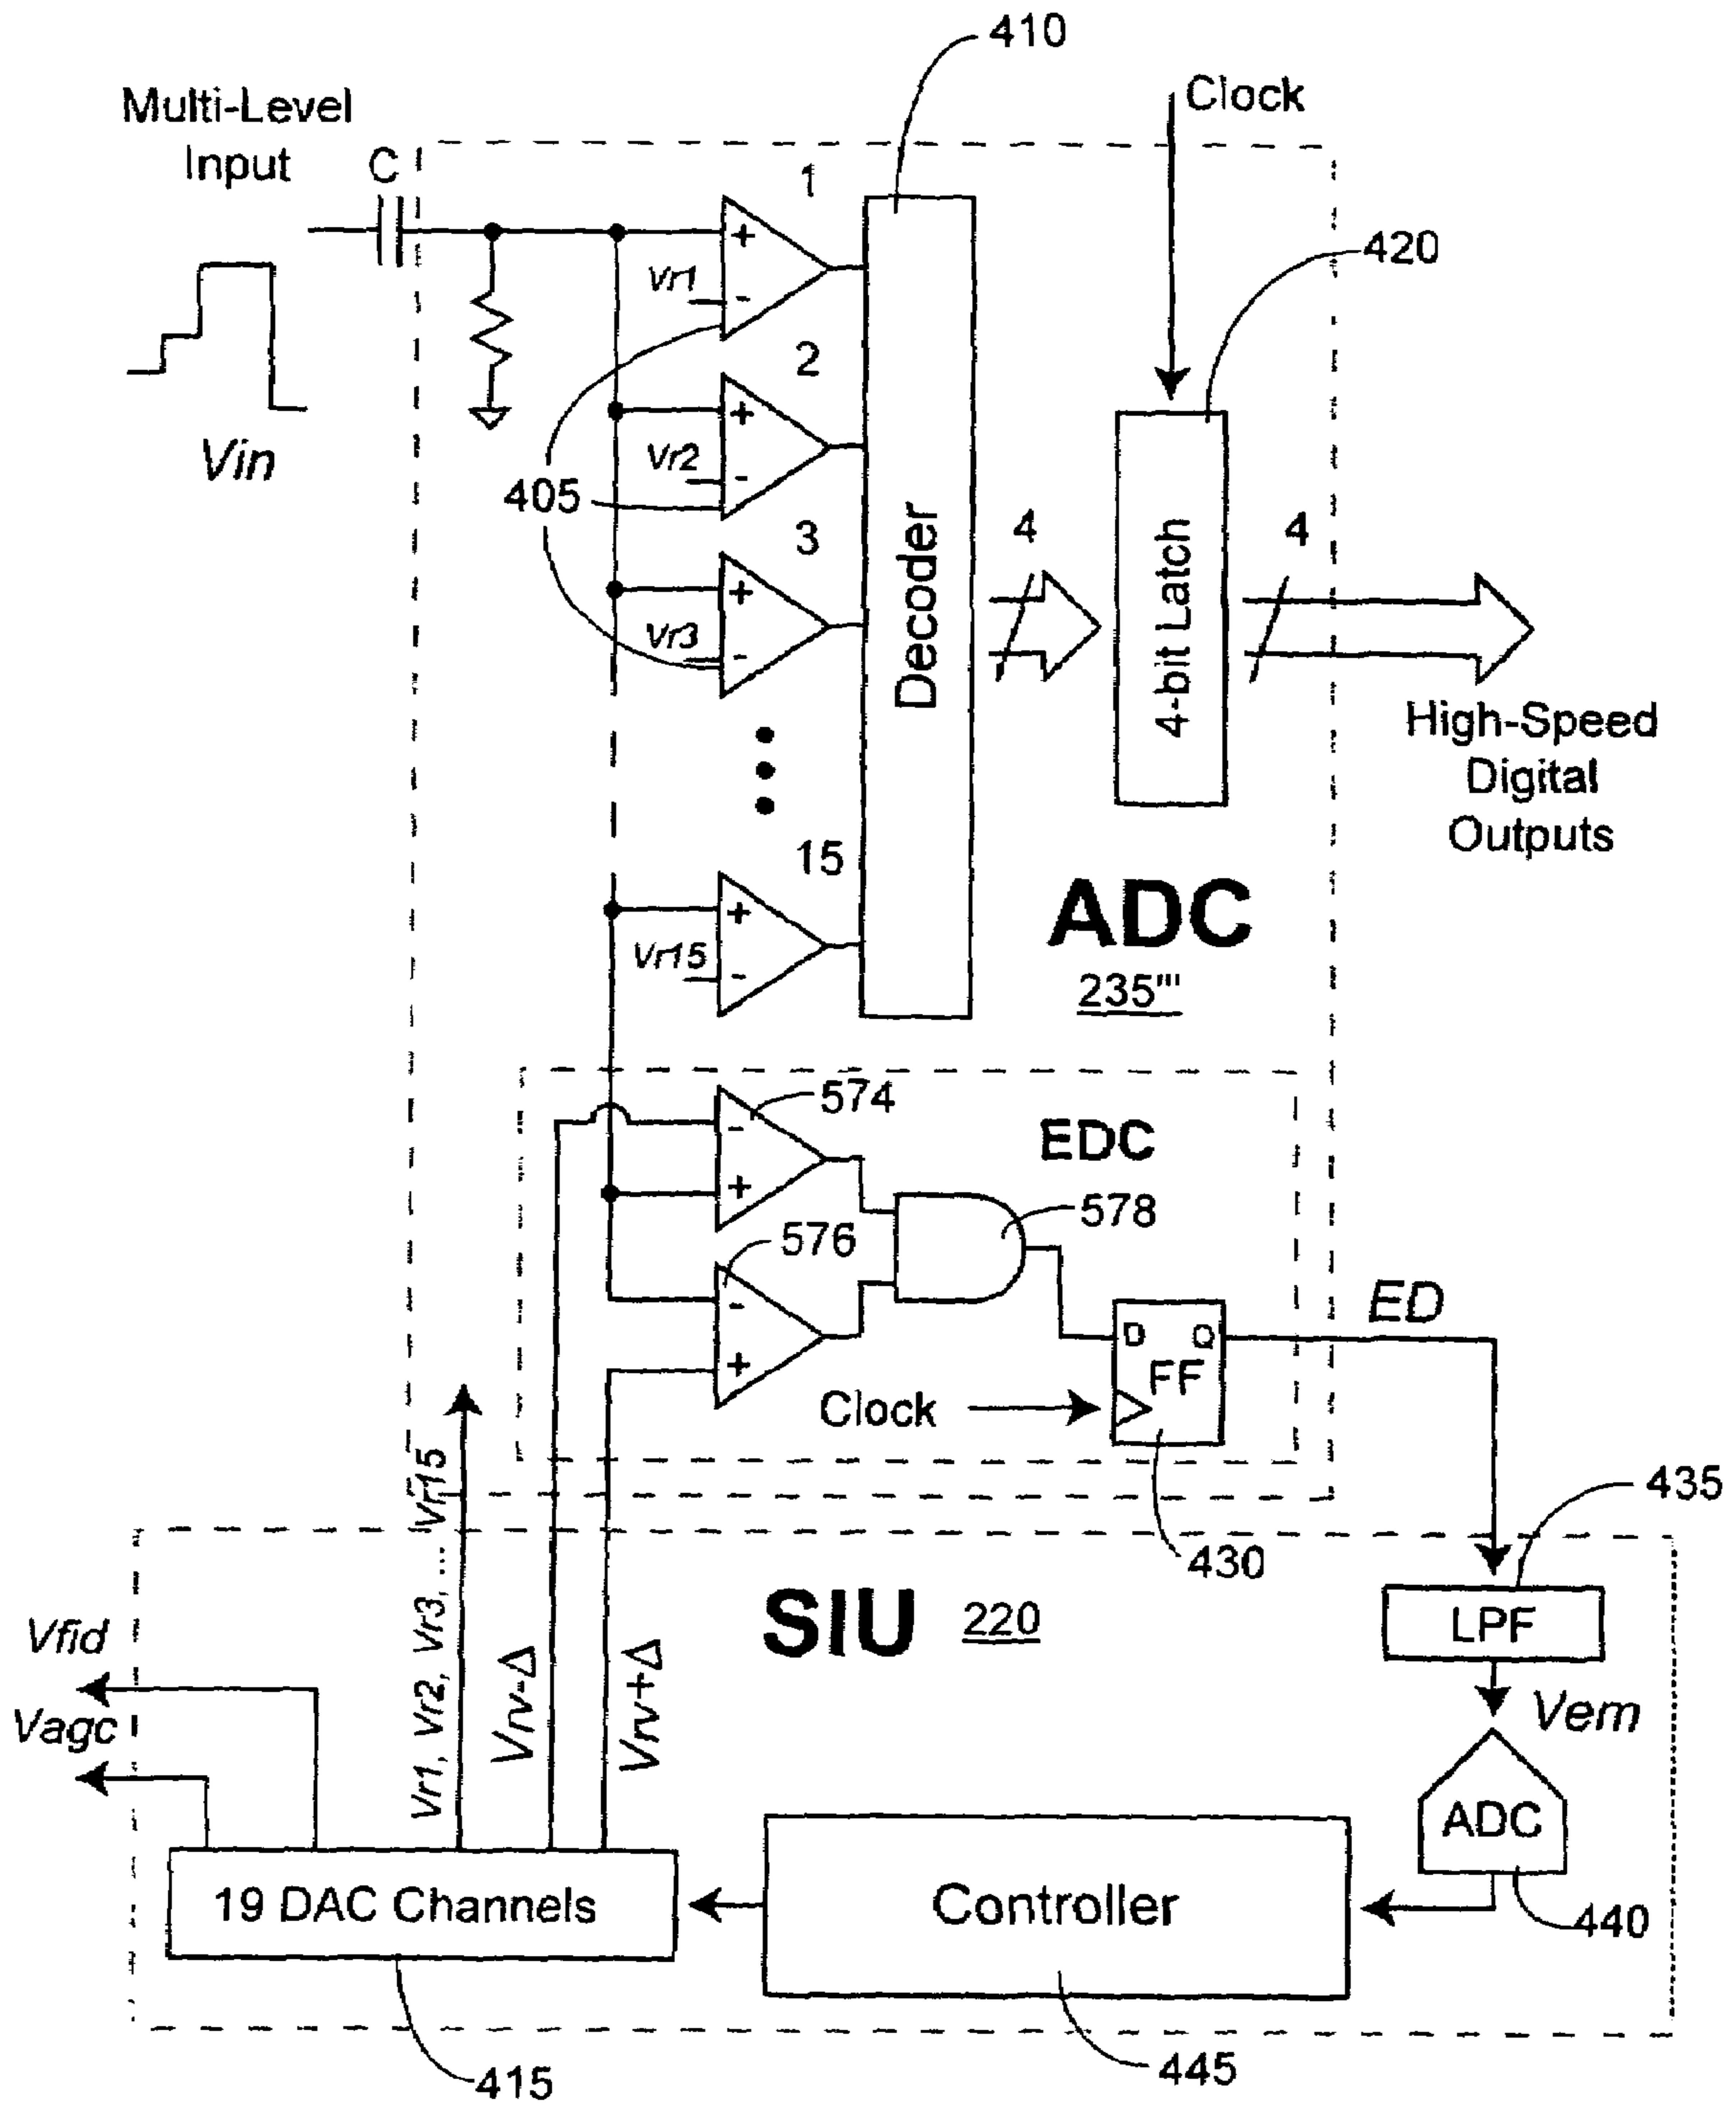 410
Clock
Multi-Level
Input
C
1
420
+
vr1
-
2
Vin
+
Vr2
-
405
3
4
4
+
Vr3
-
Decoder
4-bit Latch
High-Speed
Digital
Outputs
15
+
Vr15
-
ADC
235'''
574
-
EDC
+
578
576
-
ED
D Q
+
FF
Clock
Vr1, Vr2, Vr3, ... Vr15
435
430
SIU 220
LPF
Vfid
Vrv-Δ
Vrv+Δ
Vagc
Vem
ADC
19 DAC Channels
Controller
440
415
445